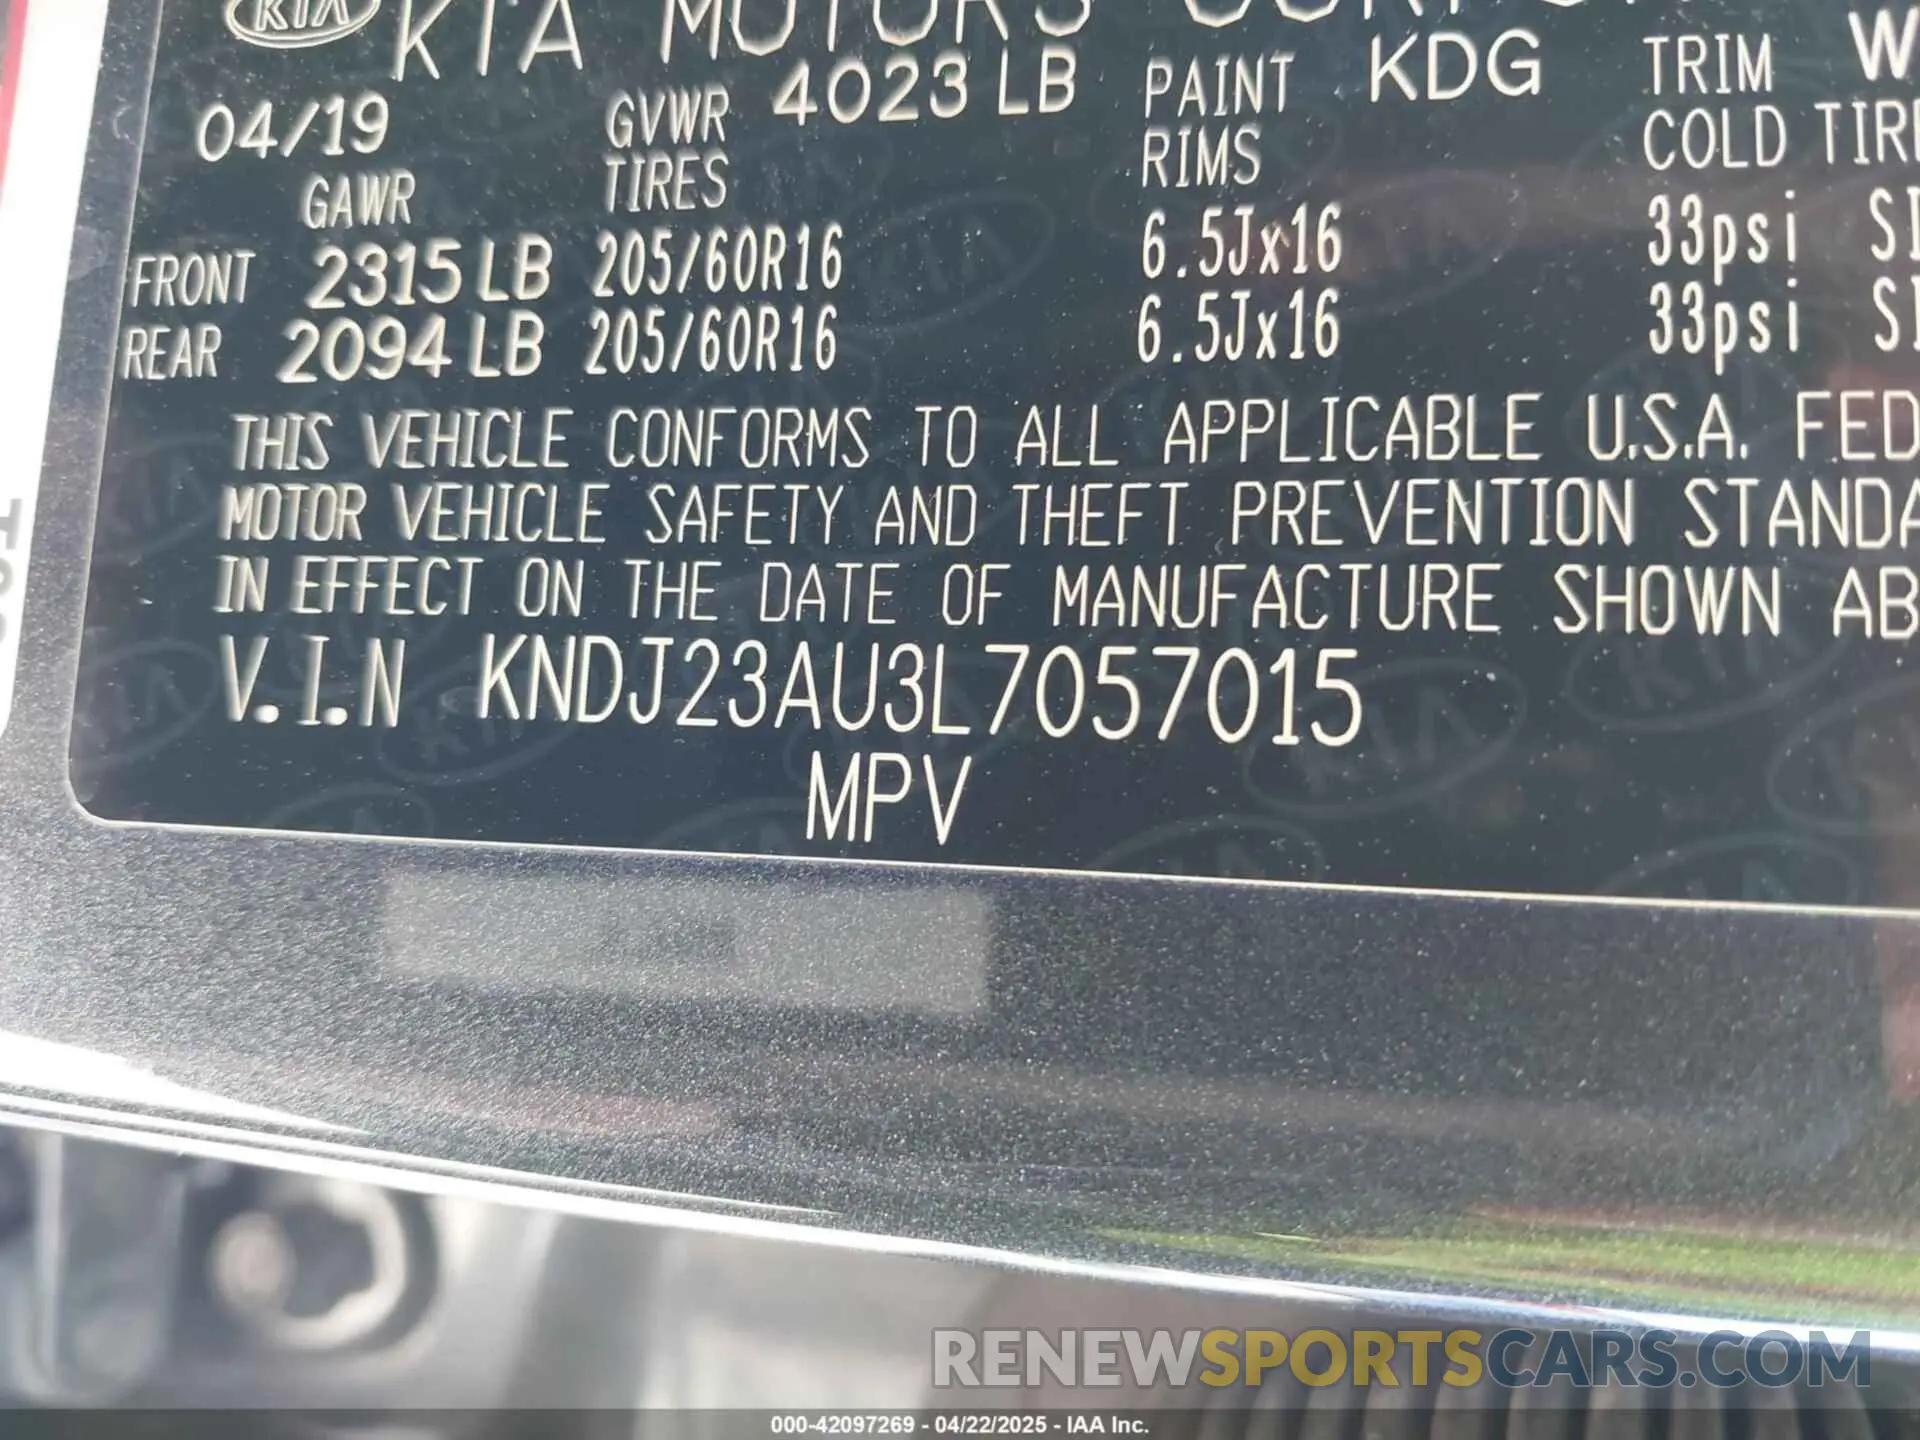 KIA KIA MOTORS
04/19 GVWR 4023 LB PAINT KDG TRIM
GAWR TIRES RIMS COLD
FRONT 2315 LB 205/60R16 6.5Jx16 33psi
REAR 2094 LB 205/60R16 6.5Jx16 33psi
THIS VEHICLE CONFORMS TO ALL APPLICABLE U.S.A.
MOTOR VEHICLE SAFETY AND THEFT PREVENTION
IN EFFECT ON THE DATE OF MANUFACTURE SHOWN
V.I.N KNDJ23AU3L7057015
MPV
RENEWSPORTSCARS.COM
000-42097269 - 04/22/2025 - IAA Inc.